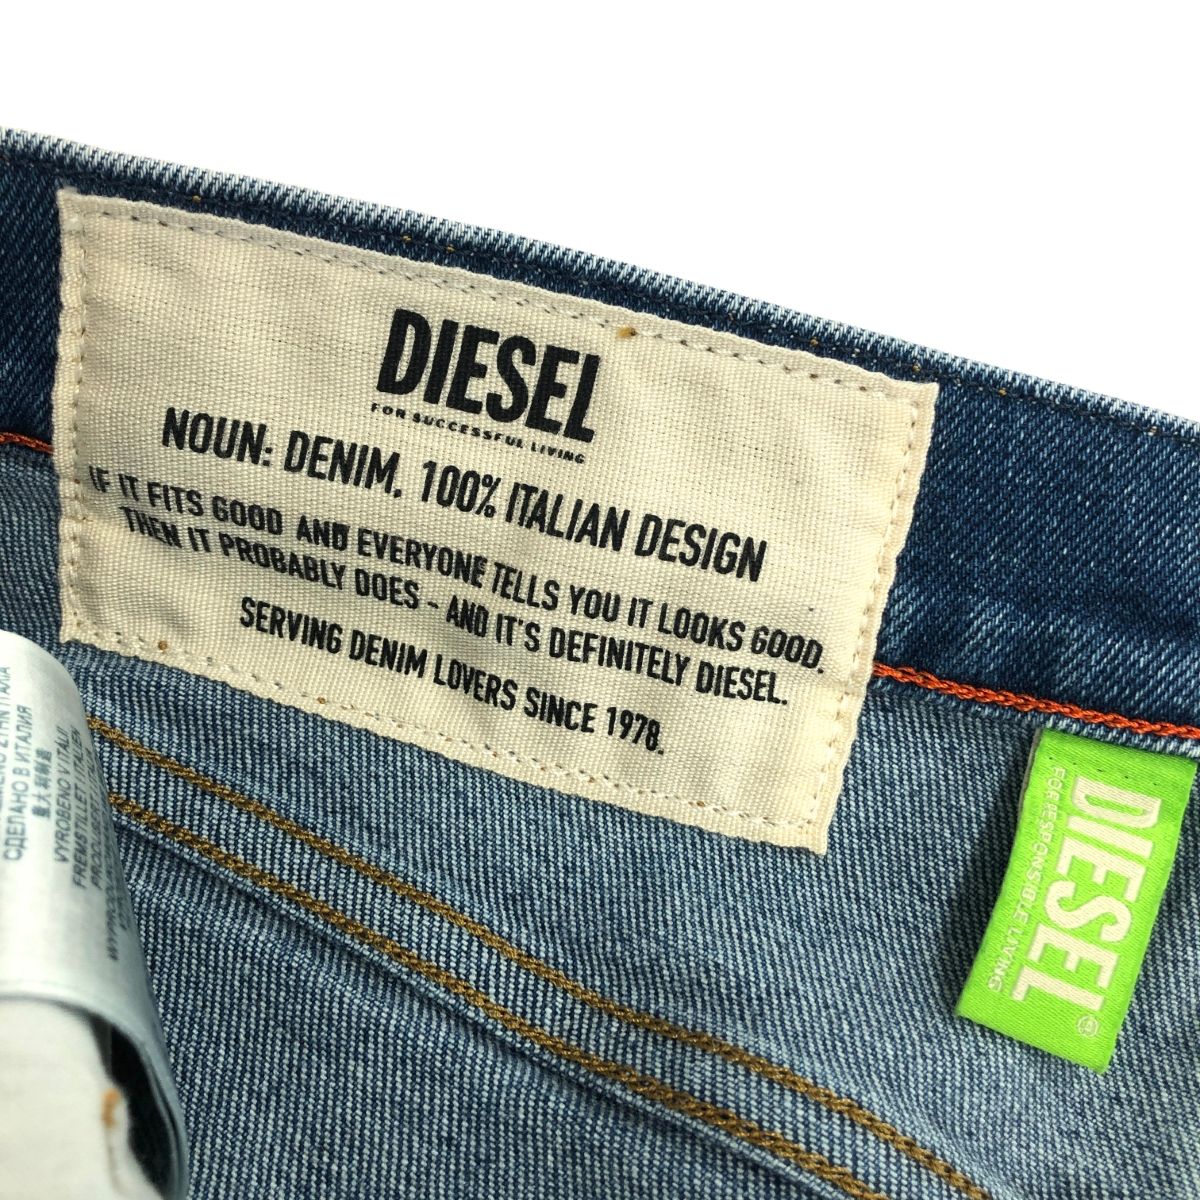 DIESEL
FOR SUCCESSFUL LIVING
NOUN: DENIM, 100% ITALIAN DESIGN
IF IT FITS GOOD AND EVERYONE TELLS YOU IT LOOKS GOOD.
THEN IT PROBABLY DOES - AND IT'S DEFINITELY DIESEL.
SERVING DENIM LOVERS SINCE 1978.
DIESEL®
FOR RESPONSIBLE LIVING
СДЕЛАНО В ИТАЛИИ
VYROBENO V ITÁLII
FREMSTILLET I ITALIEN